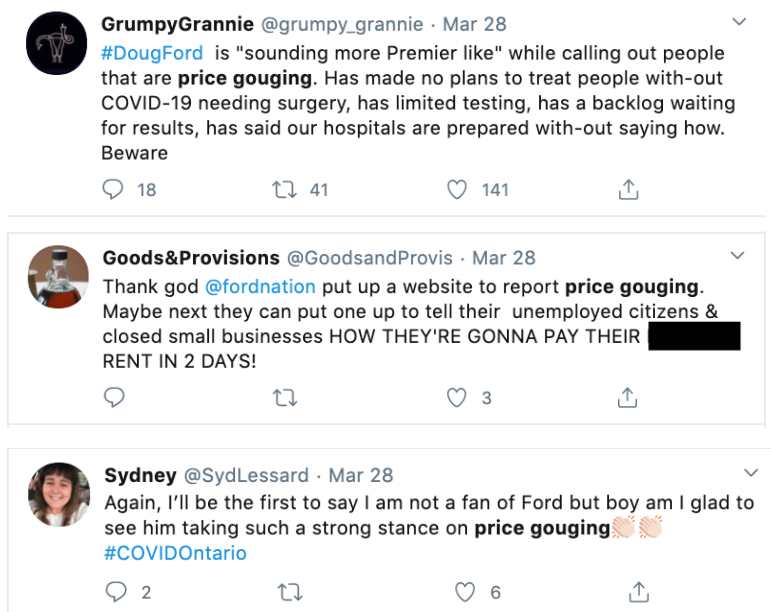 GrumpyGrannie @grumpy_grannie · Mar 28
#DougFord is "sounding more Premier like" while calling out people
that are price gouging. Has made no plans to treat people with-out
COVID-19 needing surgery, has limited testing, has a backlog waiting
for results, has said our hospitals are prepared with-out saying how.
Beware
18 41 141
Goods&Provisions @GoodsandProvis · Mar 28
Thank god @fordnation put up a website to report price gouging.
Maybe next they can put one up to tell their unemployed citizens &
closed small businesses HOW THEY'RE GONNA PAY THEIR
RENT IN 2 DAYS!
3
Sydney @SydLessard · Mar 28
Again, I’ll be the first to say I am not a fan of Ford but boy am I glad to
see him taking such a strong stance on price gouging👏🏻👏🏻
#COVIDOntario
2 6